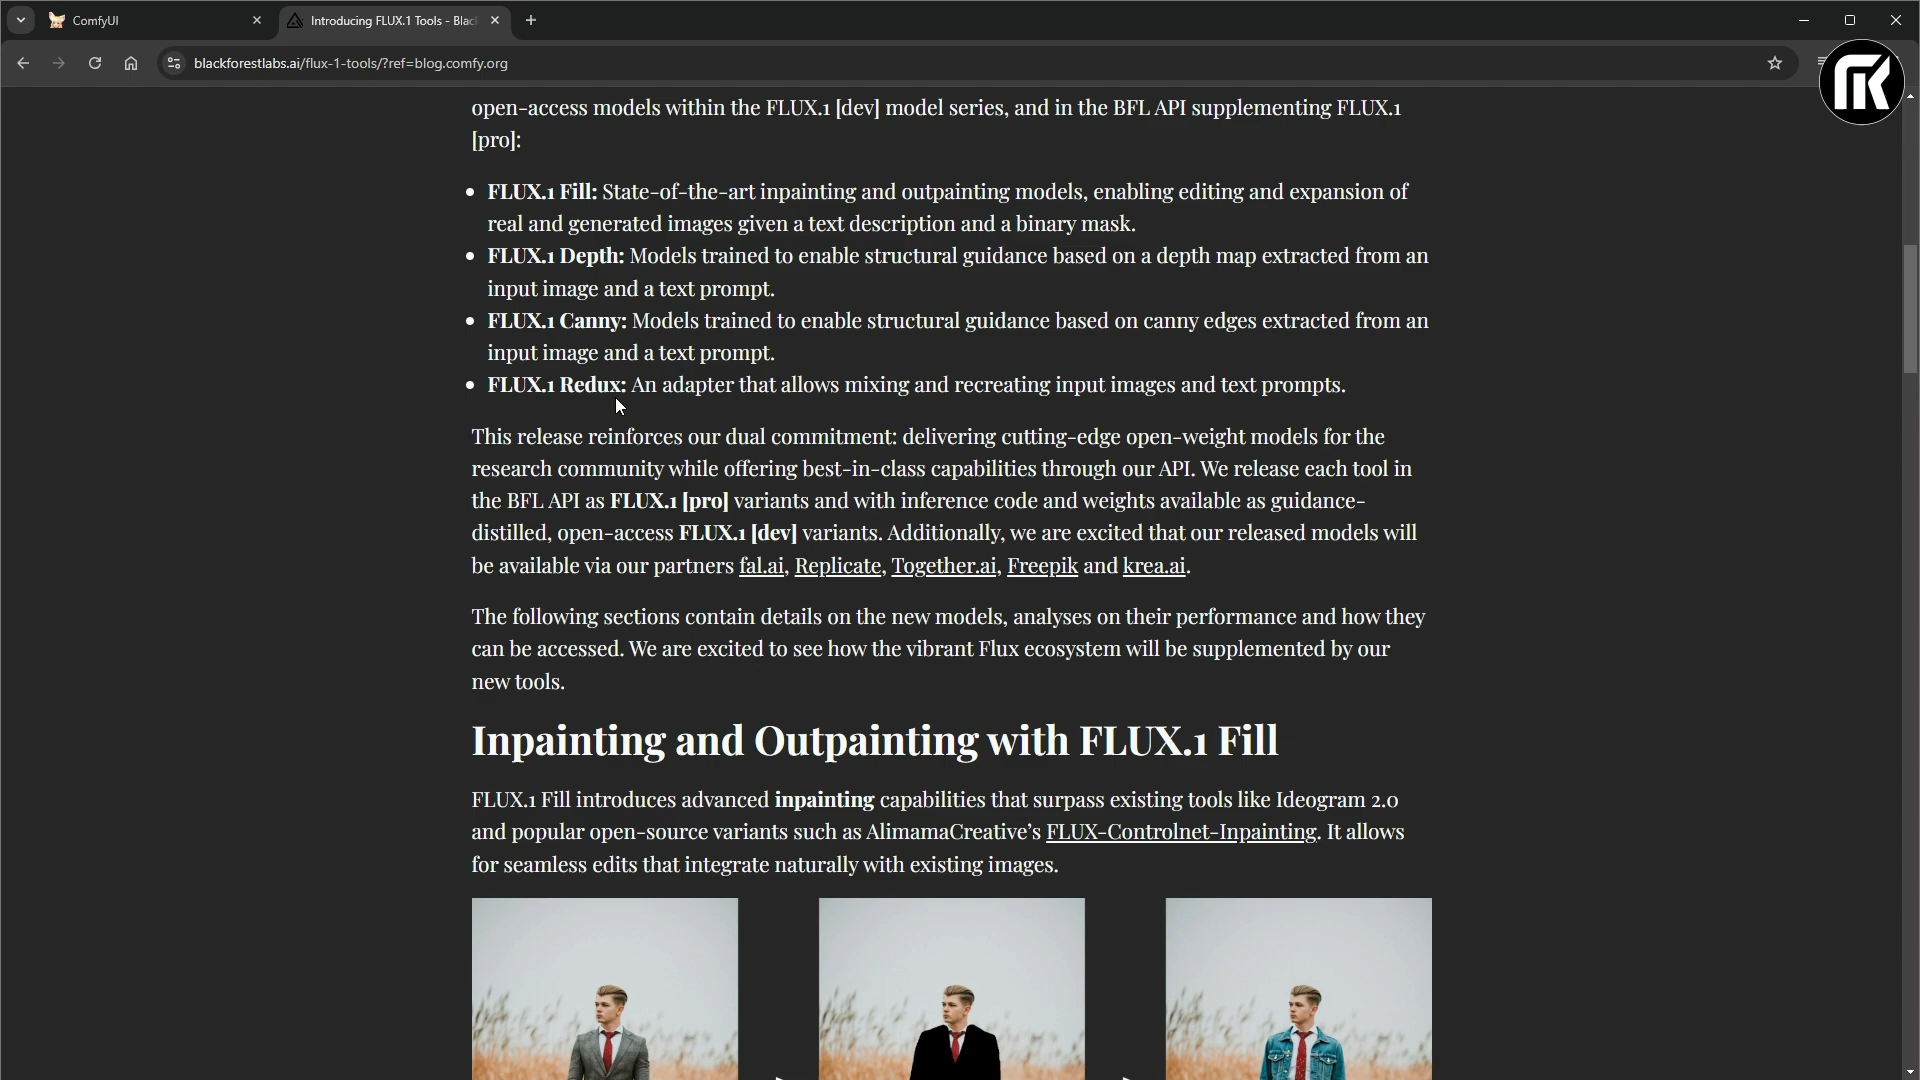 ComfyUI
Introducing FLUX.1 Tools - Blac
blackforestlabs.ai/flux-1-tools/?ref=blog.comfy.org
open-access models within the FLUX.1 [dev] model series, and in the BFL API supplementing FLUX.1
[pro]:
• FLUX.1 Fill: State-of-the-art inpainting and outpainting models, enabling editing and expansion of
real and generated images given a text description and a binary mask.
• FLUX.1 Depth: Models trained to enable structural guidance based on a depth map extracted from an
input image and a text prompt.
• FLUX.1 Canny: Models trained to enable structural guidance based on canny edges extracted from an
input image and a text prompt.
• FLUX.1 Redux: An adapter that allows mixing and recreating input images and text prompts.
This release reinforces our dual commitment: delivering cutting-edge open-weight models for the
research community while offering best-in-class capabilities through our API. We release each tool in
the BFL API as FLUX.1 [pro] variants and with inference code and weights available as guidance-
distilled, open-access FLUX.1 [dev] variants. Additionally, we are excited that our released models will
be available via our partners fal.ai, Replicate, Together.ai, Freepik and krea.ai.
The following sections contain details on the new models, analyses on their performance and how they
can be accessed. We are excited to see how the vibrant Flux ecosystem will be supplemented by our
new tools.
Inpainting and Outpainting with FLUX.1 Fill
FLUX.1 Fill introduces advanced inpainting capabilities that surpass existing tools like Ideogram 2.0
and popular open-source variants such as AlimamaCreative’s FLUX-Controlnet-Inpainting. It allows
for seamless edits that integrate naturally with existing images.